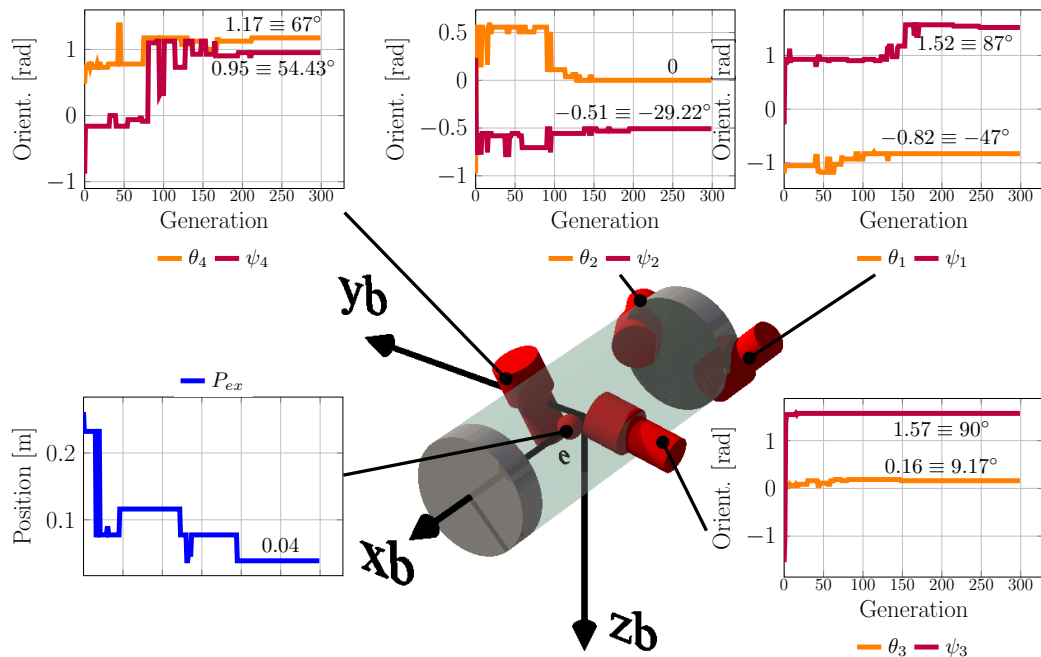 1
0
−1
Orient. [rad]
1.17 ≡ 67°
0.95 ≡ 54.43°
0 50 100 150 200 250 300
Generation
θ₄ ψ₄
0.5
0
−0.5
−1
Orient. [rad]
0
−0.51 ≡ −29.22°
0 50 100 150 200 250 300
Generation
θ₂ ψ₂
1
0
−1
Orient. [rad]
1.52 ≡ 87°
−0.82 ≡ −47°
0 50 100 150 200 250 300
Generation
θ₁ ψ₁
yb
xb
zb
e
Pₑₓ
0.2
0.1
Position [m]
0.04
1
0
−1
Orient. [rad]
1.57 ≡ 90°
0.16 ≡ 9.17°
0 50 100 150 200 250 300
Generation
θ₃ ψ₃